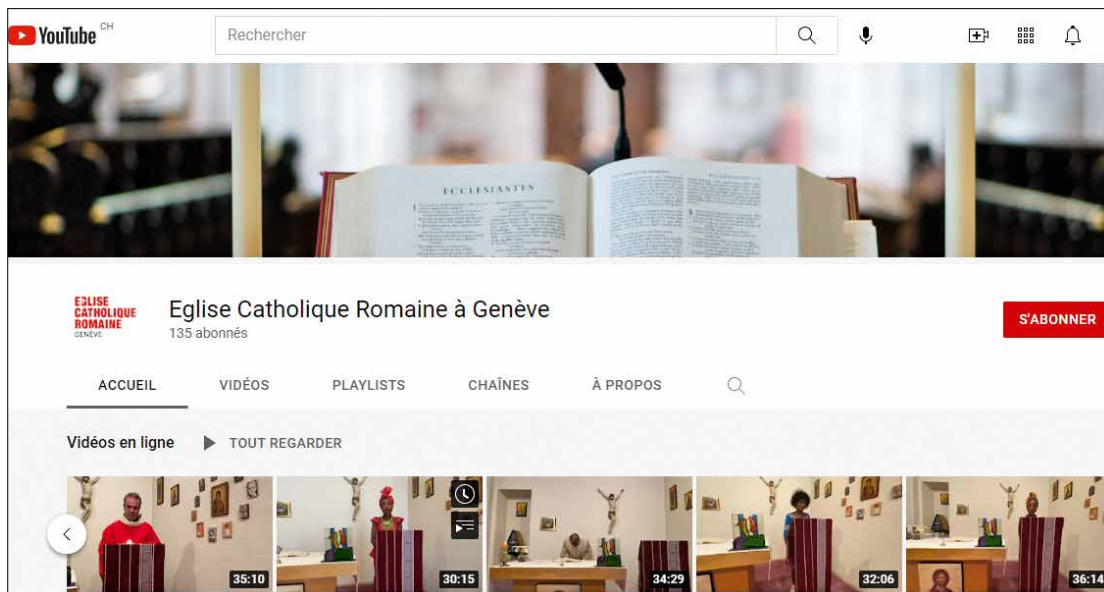 YouTube CH
Rechercher
ECCLESIASTES
EGLISE
CATHOLIQUE
ROMAINE
GENÈVE
Eglise Catholique Romaine à Genève
135 abonnés
S'ABONNER
ACCUEIL VIDÉOS PLAYLISTS CHAÎNES À PROPOS
Vidéos en ligne TOUT REGARDER
35:10 30:15 34:29 32:06 36:14